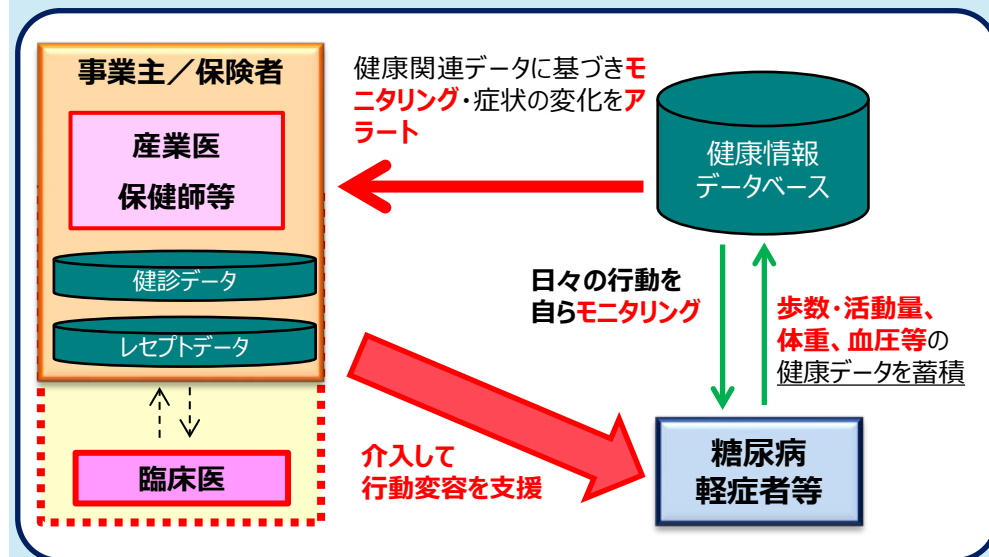 事業主／保険者
産業医
保健師等
健診データ
レセプトデータ
臨床医
健康関連データに基づきモ
ニタリング・症状の変化をア
ラート
健康情報
データベース
日々の行動を
自らモニタリング
歩数・活動量、
体重、血圧等の
健康データを蓄積
介入して
行動変容を支援
糖尿病
軽症者等